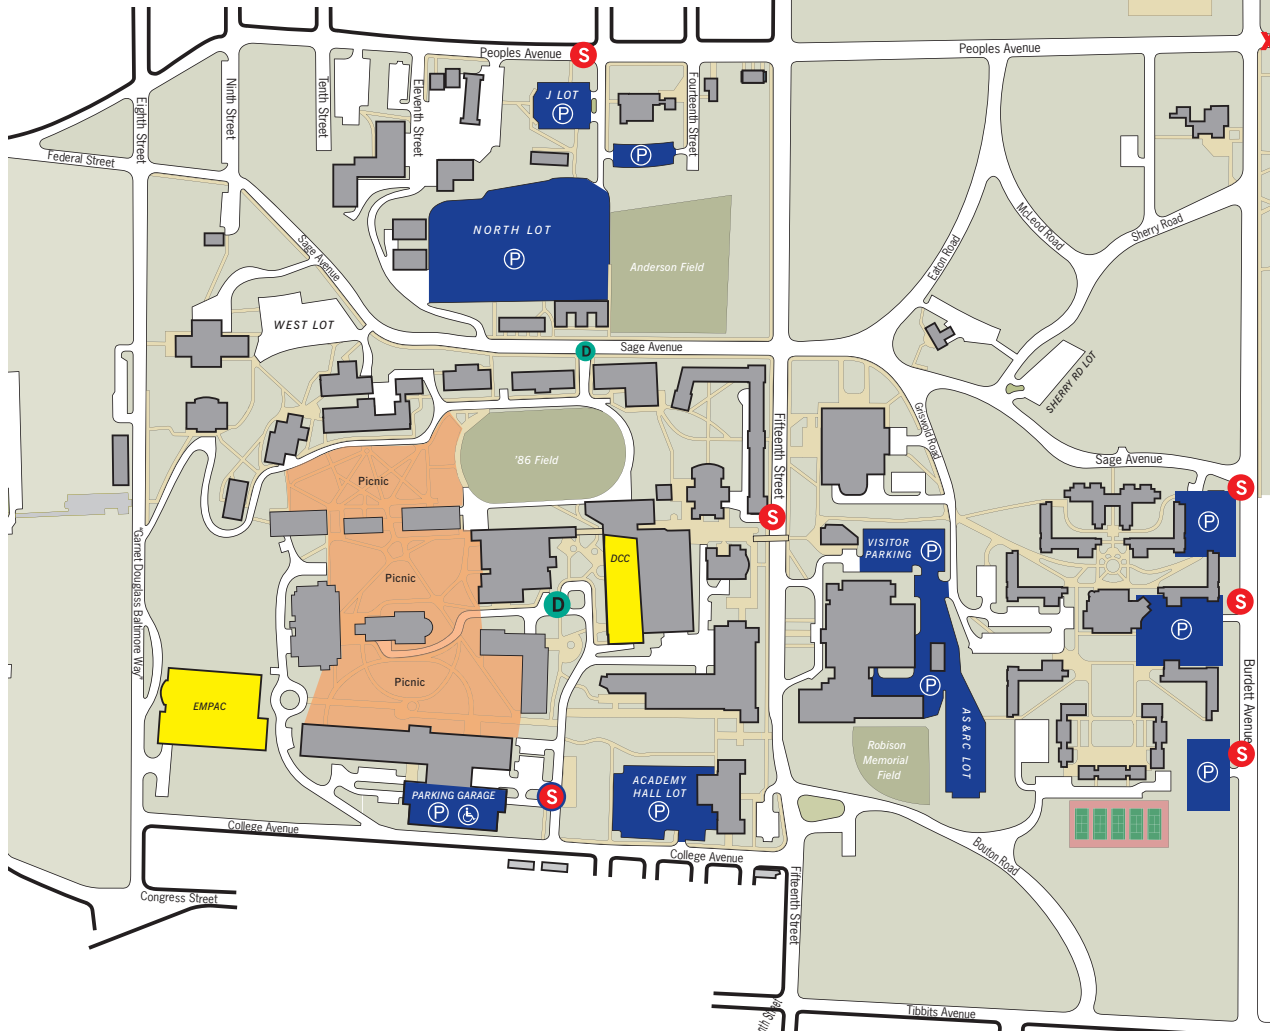 Peoples Avenue
S
Peoples Avenue
Eighth Street
Ninth Street
Tenth Street
Eleventh Street
Fourteenth Street
J LOT
P
P
Federal Street
McLeod Road
Sherry Road
Eaton Road
Sage Avenue
NORTH LOT
P
Anderson Field
WEST LOT
D
Sage Avenue
SHERRY RD LOT
Griswold Road
Fifteenth Street
'86 Field
Sage Avenue
Picnic
S
S
P
VISITOR
PARKING
P
DCC
"Garnet Douglass Baltimore Way"
Picnic
D
S
P
Picnic
P
EMPAC
AS&RC LOT
Burdett Avenue
Robison
Memorial
Field
S
P
ACADEMY
HALL LOT
P
PARKING GARAGE
P
S
College Avenue
College Avenue
Bouton Road
Congress Street
Fifteenth Street
Tibbits Avenue